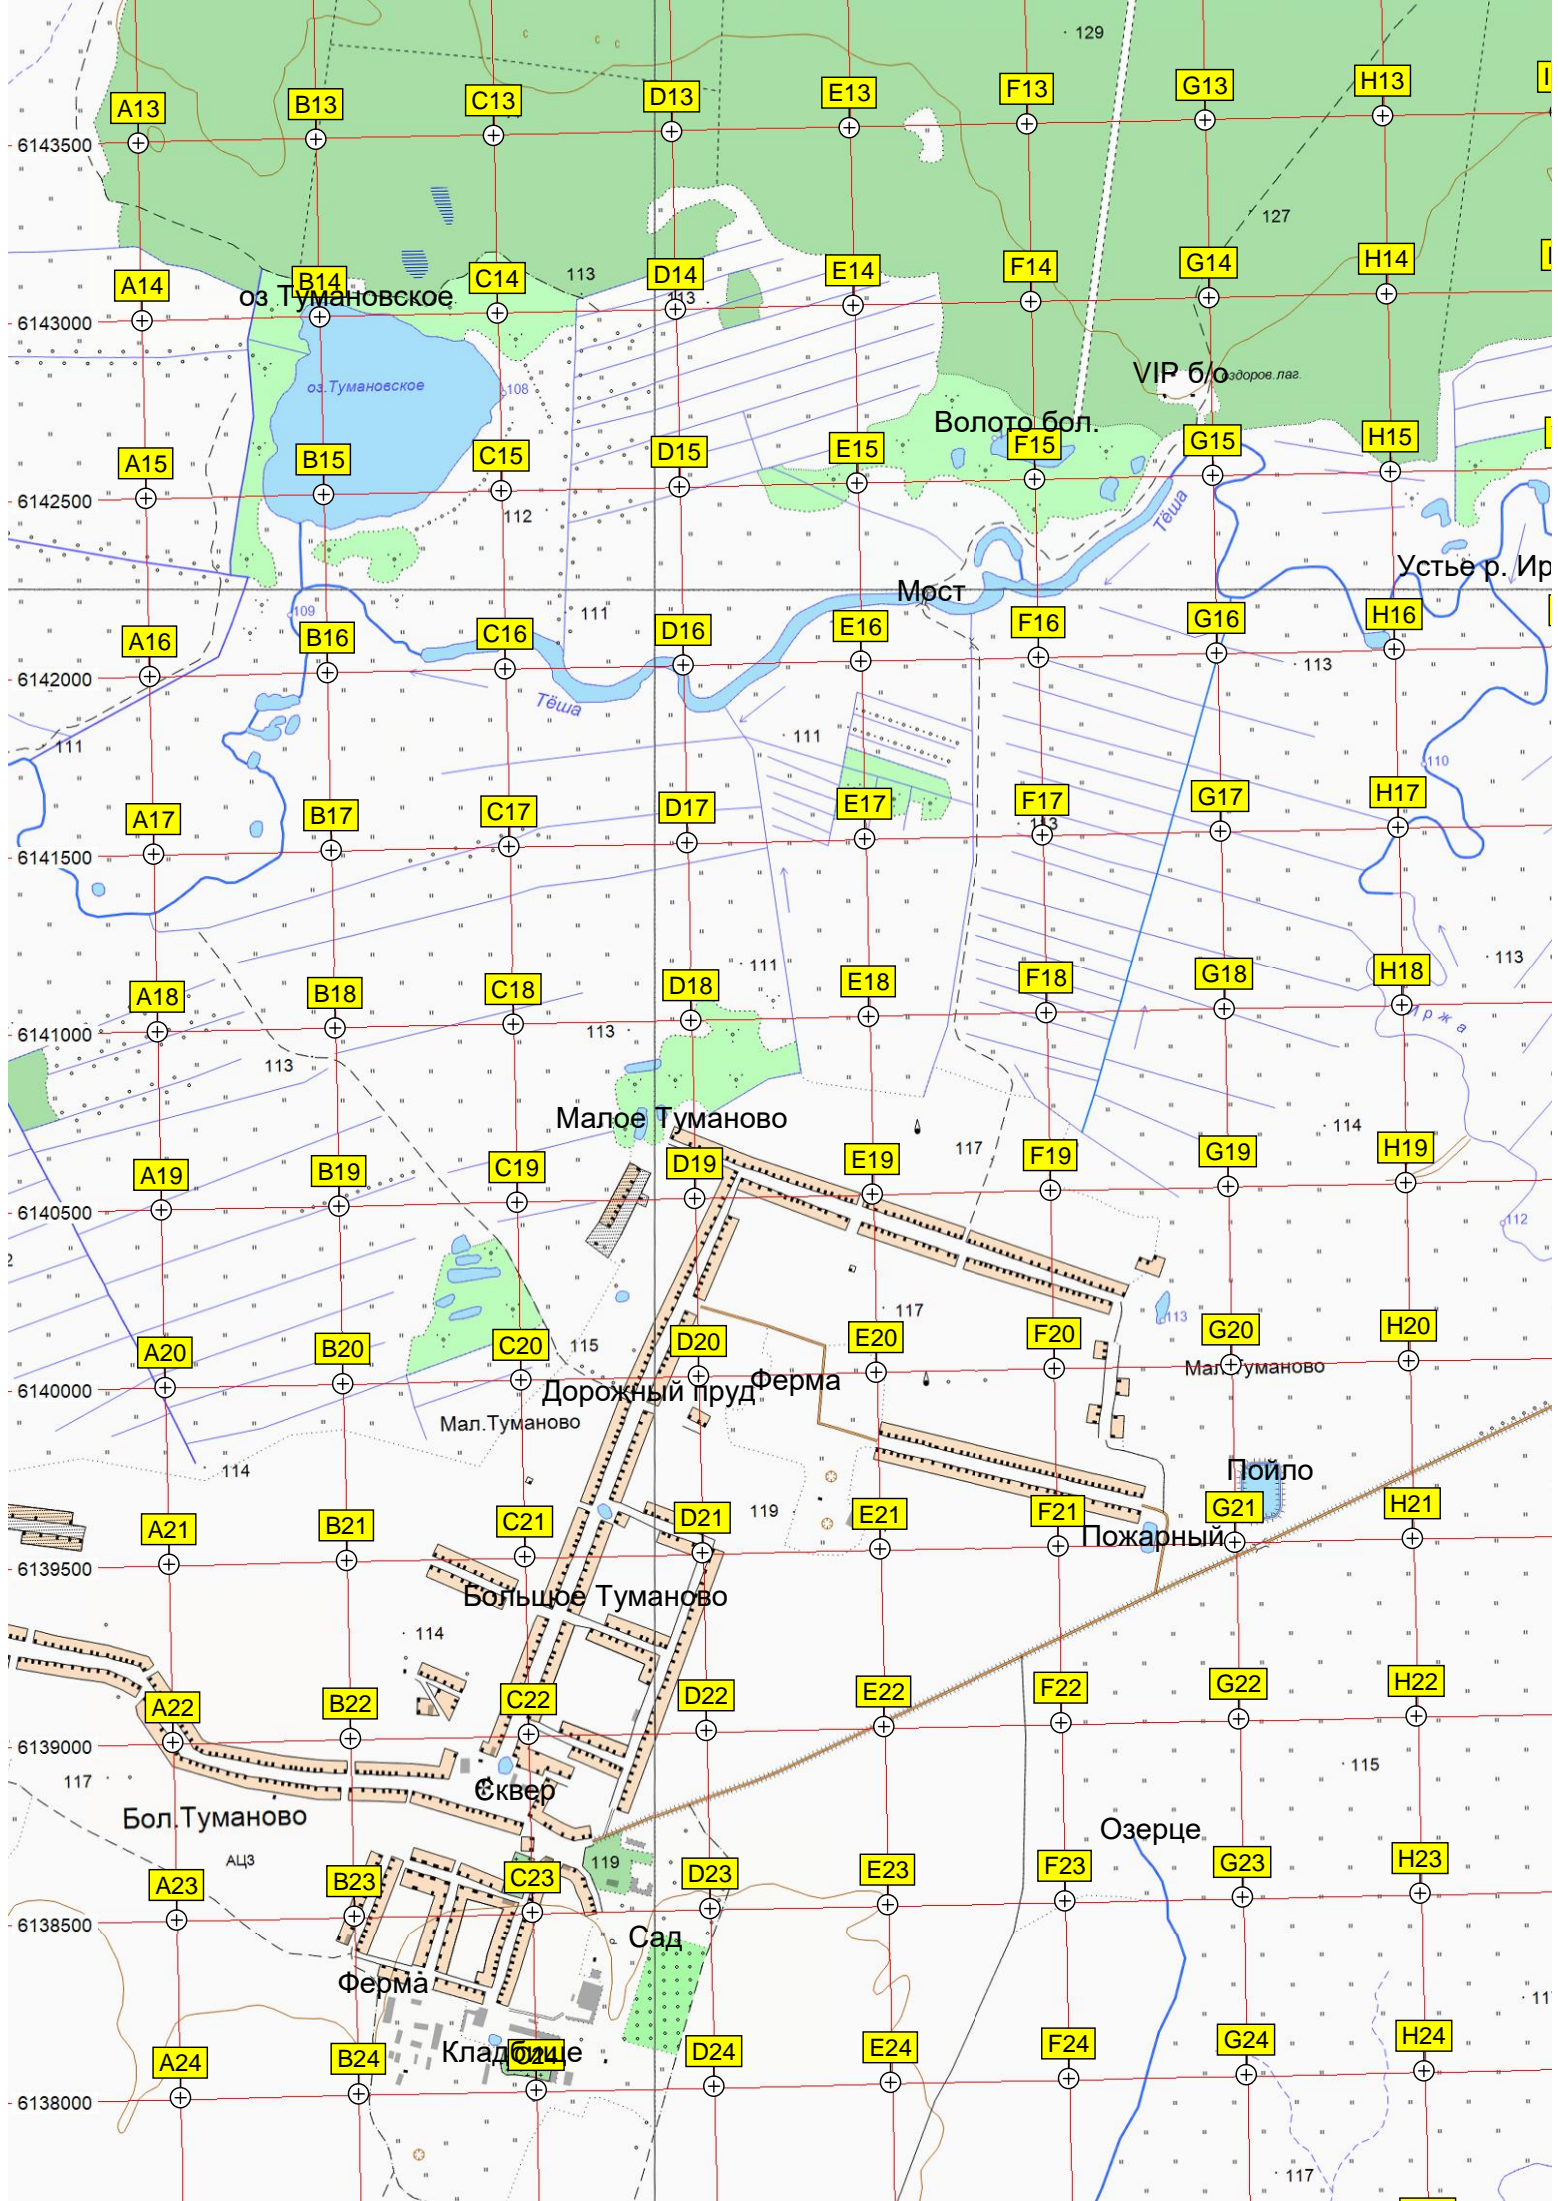 129
A13
B13
C13
D13
E13
F13
G13
H13
6143500
127
A14
B14
C14
D14
E14
F14
G14
H14
113
113
оз Тумановское
6143000
оз.Тумановское
108
VIP б/о
оздоров.лаг.
Волото бол.
A15
B15
C15
D15
E15
F15
G15
H15
6142500
112
Тёша
Устье р. Ир
Мост
109
111
A16
B16
C16
D16
E16
F16
G16
H16
113
6142000
Тёша
111
111
110
A17
B17
C17
D17
E17
F17
G17
H17
113
6141500
111
113
A18
B18
C18
D18
E18
F18
G18
H18
6141000
113
Иржа
113
Малое Туманово
114
117
A19
B19
C19
D19
E19
F19
G19
H19
6140500
112
2
117
113
A20
B20
C20
D20
E20
F20
G20
H20
115
Мал.Туманово
6140000
Дорожный пруд
Ферма
Мал.Туманово
114
Пойло
119
A21
B21
C21
D21
E21
F21
G21
H21
Пожарный
6139500
Большое Туманово
114
A22
B22
C22
D22
E22
F22
G22
H22
6139000
117
115
Сквер
Бол.Туманово
Озерце
АЦЗ
119
A23
B23
C23
D23
E23
F23
G23
H23
6138500
Сад
Ферма
Кладбище
A24
B24
C24
D24
E24
F24
G24
H24
6138000
117